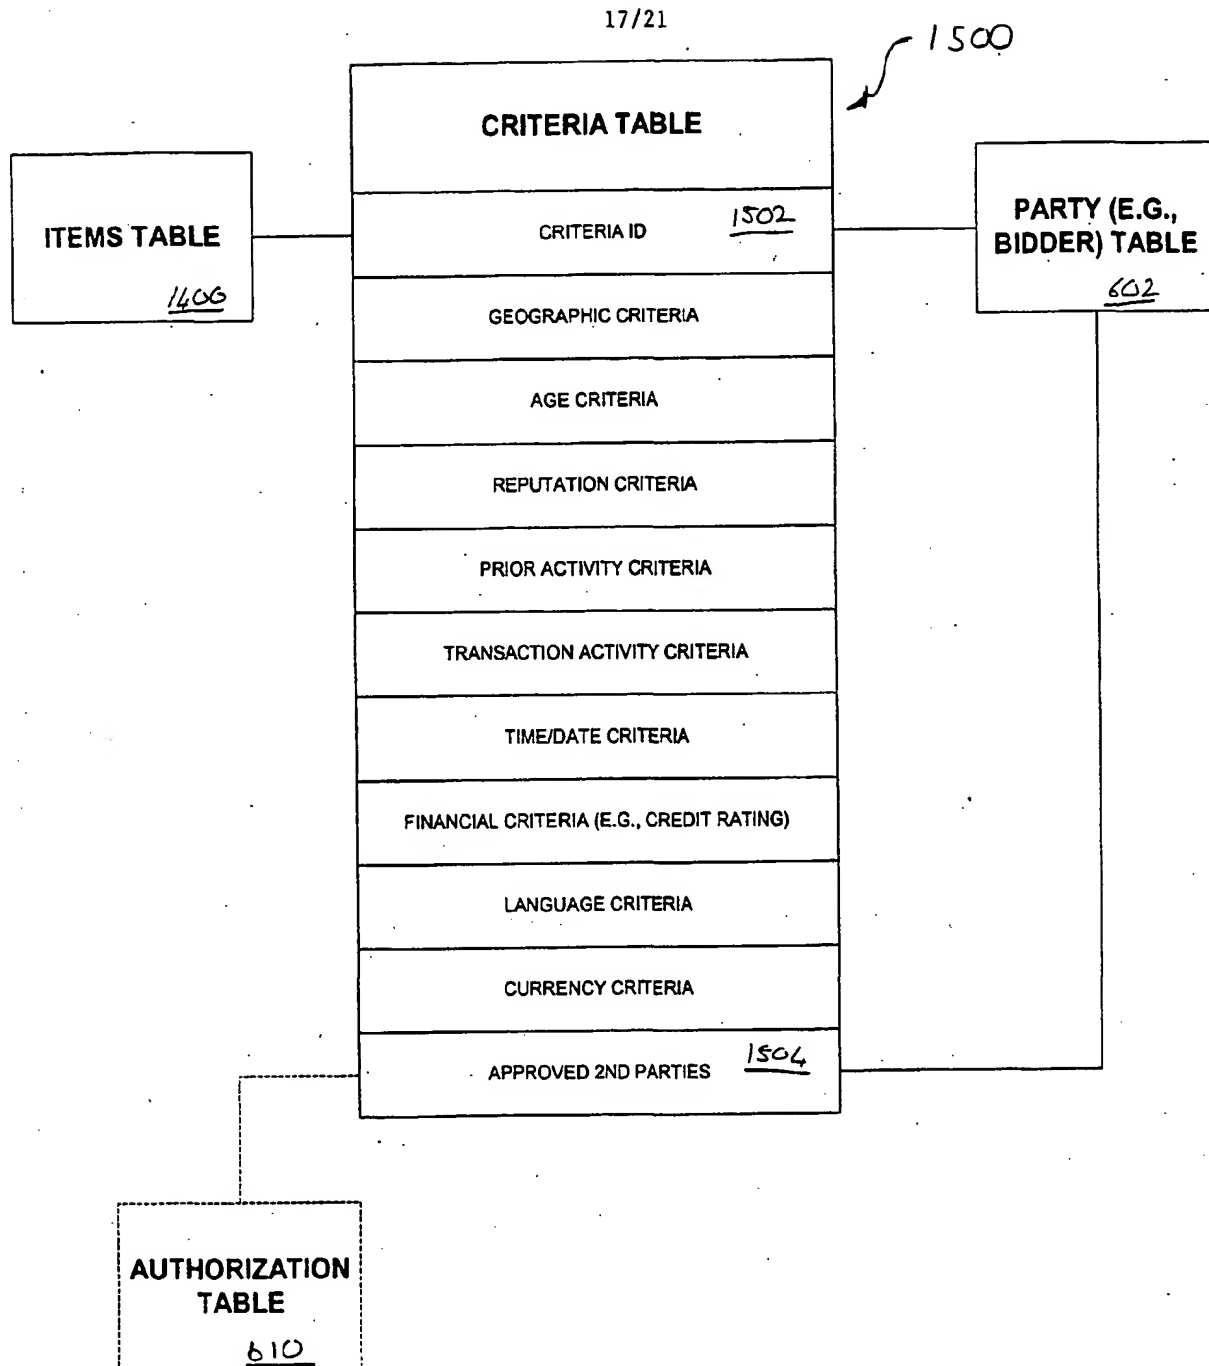 17/21
1500
CRITERIA TABLE
ITEMS TABLE
1400
PARTY (E.G.,
BIDDER) TABLE
602
CRITERIA ID 1502
GEOGRAPHIC CRITERIA
AGE CRITERIA
REPUTATION CRITERIA
PRIOR ACTIVITY CRITERIA
TRANSACTION ACTIVITY CRITERIA
TIME/DATE CRITERIA
FINANCIAL CRITERIA (E.G., CREDIT RATING)
LANGUAGE CRITERIA
CURRENCY CRITERIA
APPROVED 2ND PARTIES 1504
AUTHORIZATION
TABLE
610